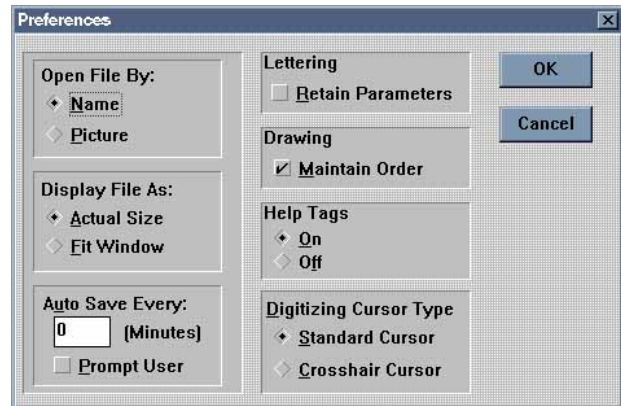 Preferences
Open File By:
Name
Picture
Display File As:
Actual Size
Fit Window
Auto Save Every:
0 (Minutes)
Prompt User
Lettering
Retain Parameters
Drawing
Maintain Order
Help Tags
On
Off
Digitizing Cursor Type
Standard Cursor
Crosshair Cursor
OK
Cancel